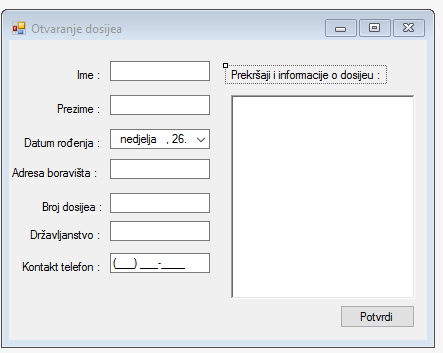 Otvaranje dosijea
Ime :
Prezime :
Datum rođenja :
nedjelja , 26.
Adresa boravišta :
Broj dosijea :
Državljanstvo :
Kontakt telefon :
(___) ___-____
Prekršaji i informacije o dosijeu :
Potvrdi